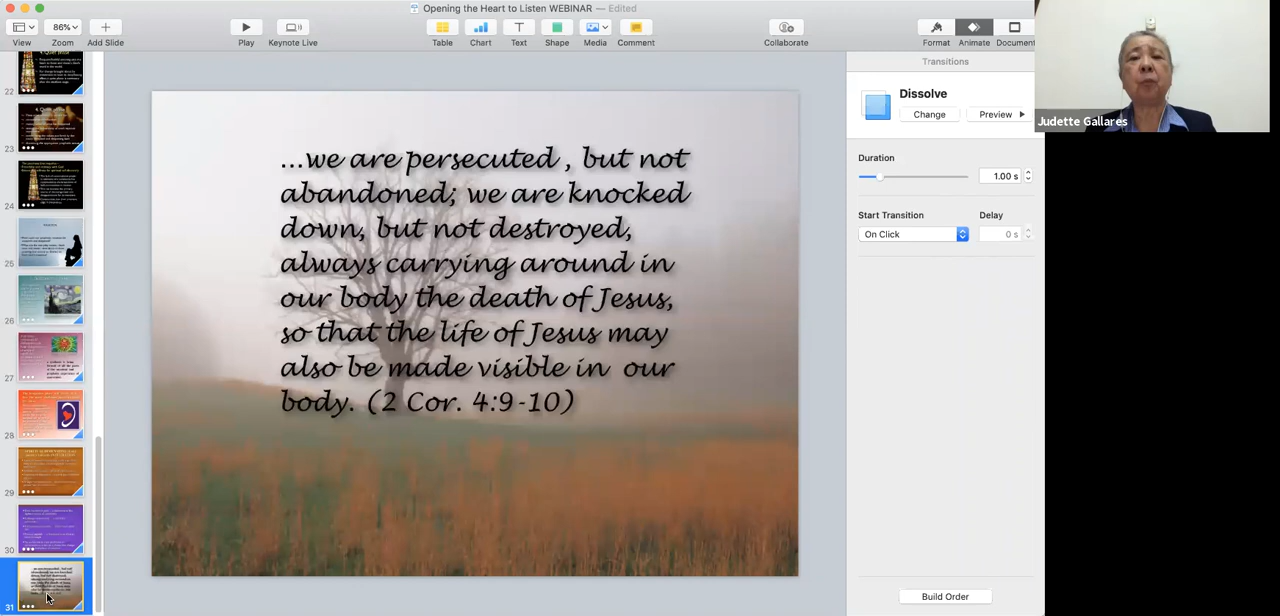 Opening the Heart to Listen WEBINAR — Edited
86%
View
Zoom
Add Slide
Play
Keynote Live
Table
Chart
Text
Shape
Media
Comment
Collaborate
Format
Animate
Document
Transitions
Dissolve
Change
Preview
Duration
1.00 s
Start Transition
Delay
On Click
0 s
Build Order
Judette Gallares
...we are persecuted , but not
abandoned; we are knocked
down, but not destroyed,
always carrying around in
our body the death of Jesus,
so that the life of Jesus may
also be made visible in our
body. (2 Cor. 4:9-10)
22
23
24
25
26
27
28
29
30
31